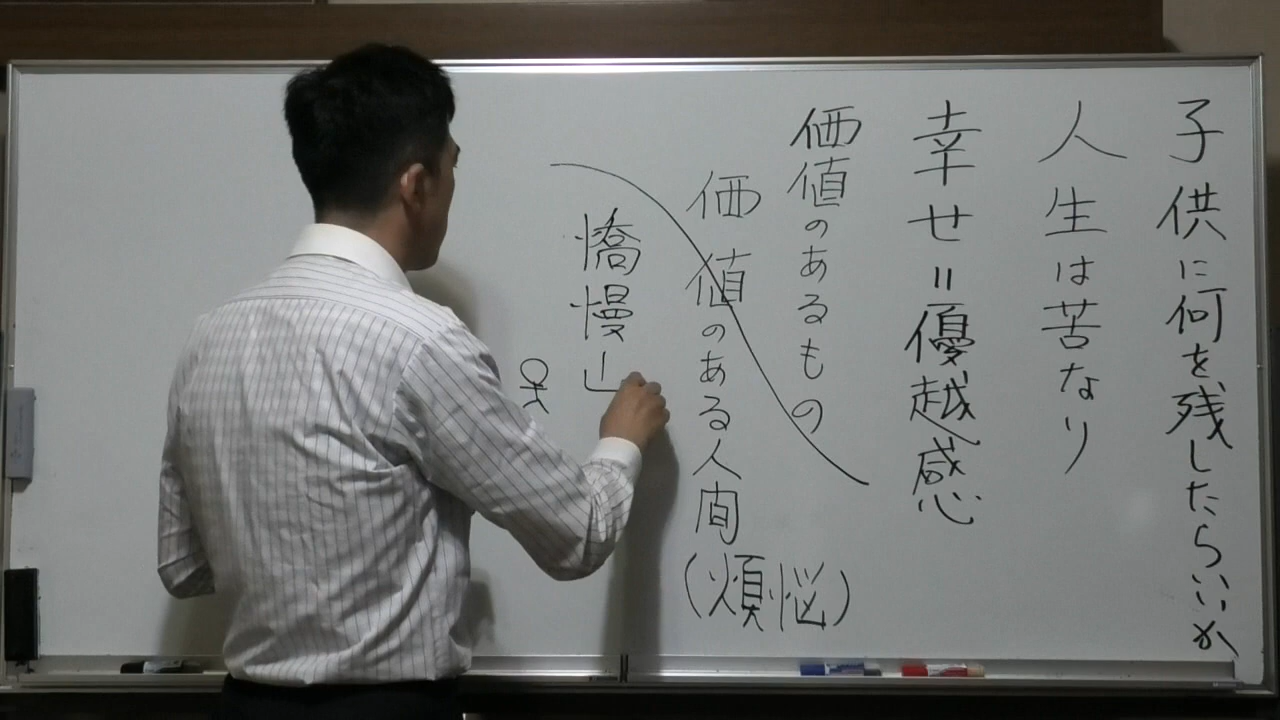 子供に何を残したらいいか
人生は苦なり
幸せ=優越感
価値のあるもの
価値のある人間
(煩悩)
憍慢山